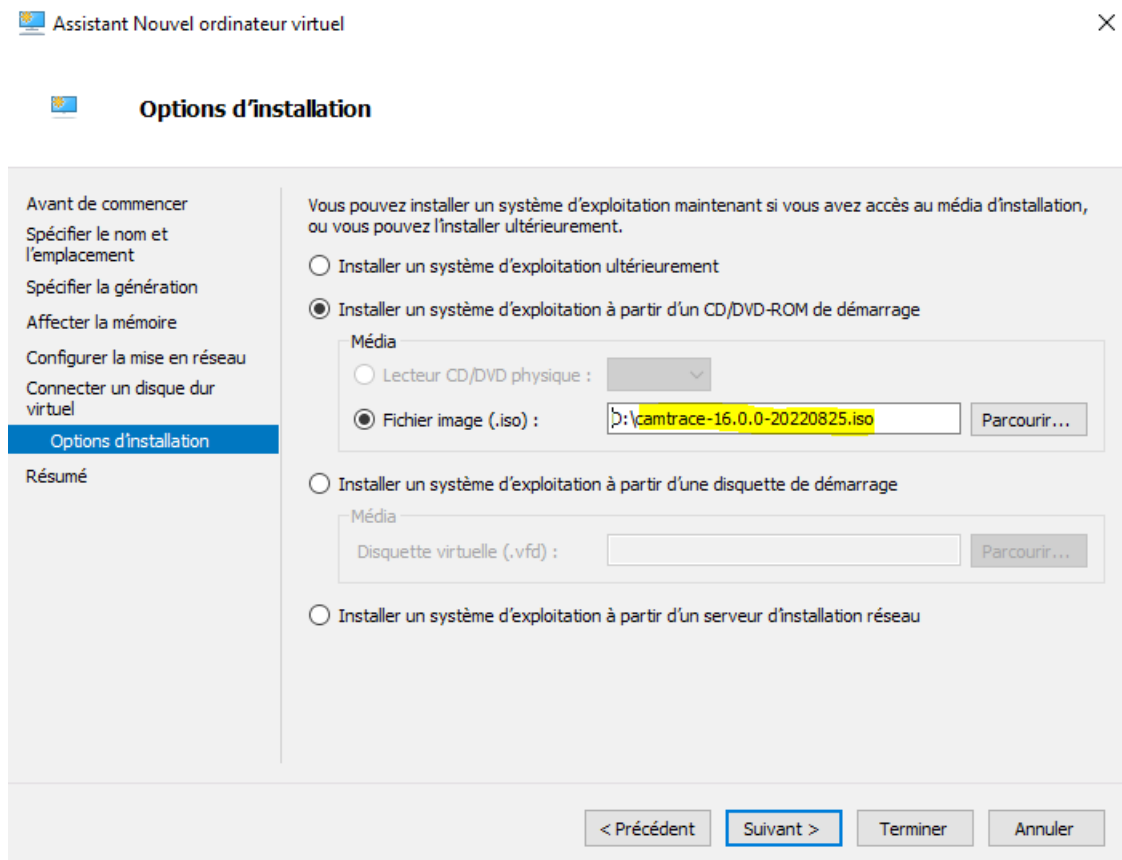 Assistant Nouvel ordinateur virtuel
Options d'installation
Avant de commencer
Spécifier le nom et
l'emplacement
Spécifier la génération
Affecter la mémoire
Configurer la mise en réseau
Connecter un disque dur
virtuel
Options d'installation
Résumé
Vous pouvez installer un système d'exploitation maintenant si vous avez accès au média d'installation,
ou vous pouvez l'installer ultérieurement.
Installer un système d'exploitation ultérieurement
Installer un système d'exploitation à partir d'un CD/DVD-ROM de démarrage
Média
Lecteur CD/DVD physique :
Fichier image (.iso) : D:\camtrace-16.0.0-20220825.iso Parcourir...
Installer un système d'exploitation à partir d'une disquette de démarrage
Média
Disquette virtuelle (.vfd) : Parcourir...
Installer un système d'exploitation à partir d'un serveur d'installation réseau
< Précédent Suivant > Terminer Annuler